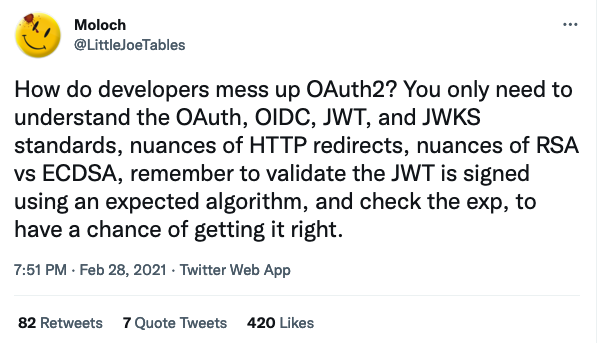 Moloch
@LittleJoeTables
How do developers mess up OAuth2? You only need to
understand the OAuth, OIDC, JWT, and JWKS
standards, nuances of HTTP redirects, nuances of RSA
vs ECDSA, remember to validate the JWT is signed
using an expected algorithm, and check the exp, to
have a chance of getting it right.
7:51 PM · Feb 28, 2021 · Twitter Web App
82 Retweets 7 Quote Tweets 420 Likes